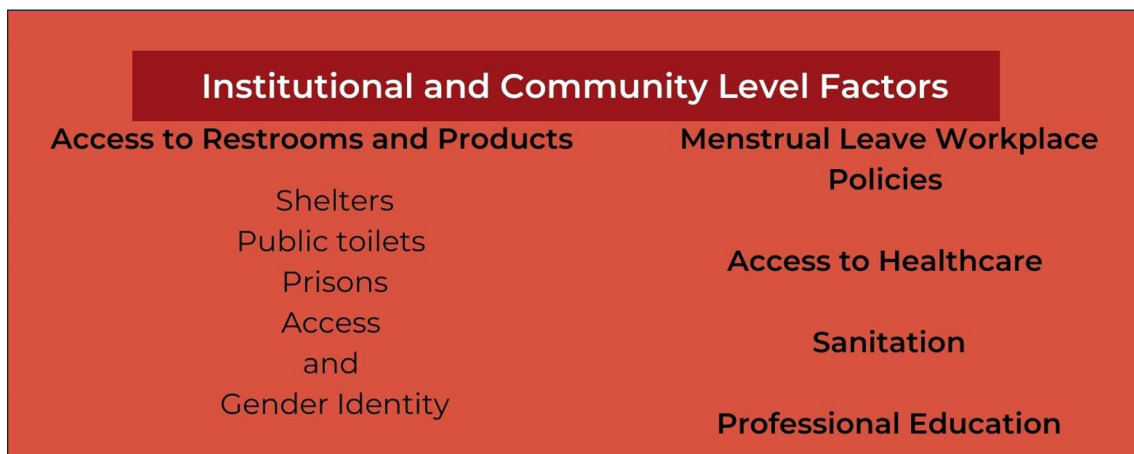 Institutional and Community Level Factors
Access to Restrooms and Products
Shelters
Public toilets
Prisons
Access
and
Gender Identity
Menstrual Leave Workplace
Policies
Access to Healthcare
Sanitation
Professional Education